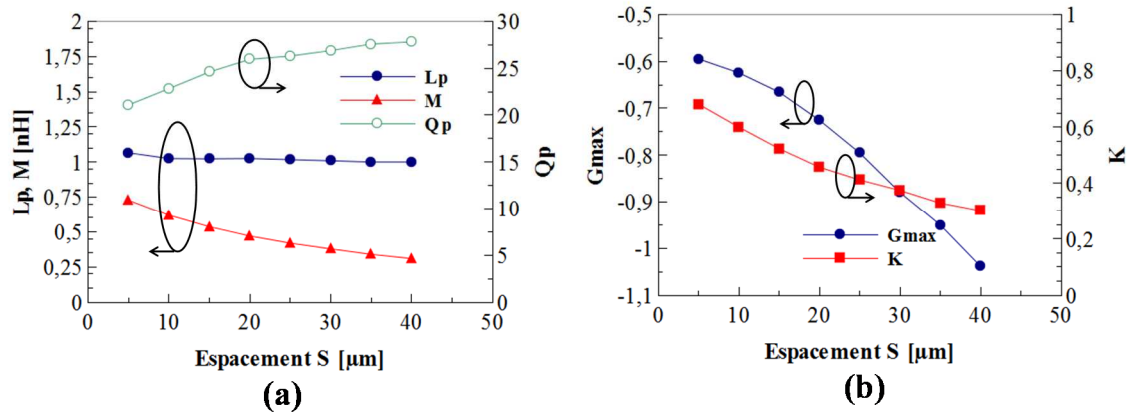 2
1,75
1,5
1,25
1
0,75
0,5
0,25
0
Lp, M [nH]
30
25
20
15
10
5
0
Qp
Lp
M
Qp
0 10 20 30 40 50
Espacement S [µm]
(a)
-0,5
-0,6
-0,7
-0,8
-0,9
-1
-1,1
Gmax
1
0,8
0,6
0,4
0,2
0
K
Gmax
K
0 10 20 30 40 50
Espacement S [µm]
(b)